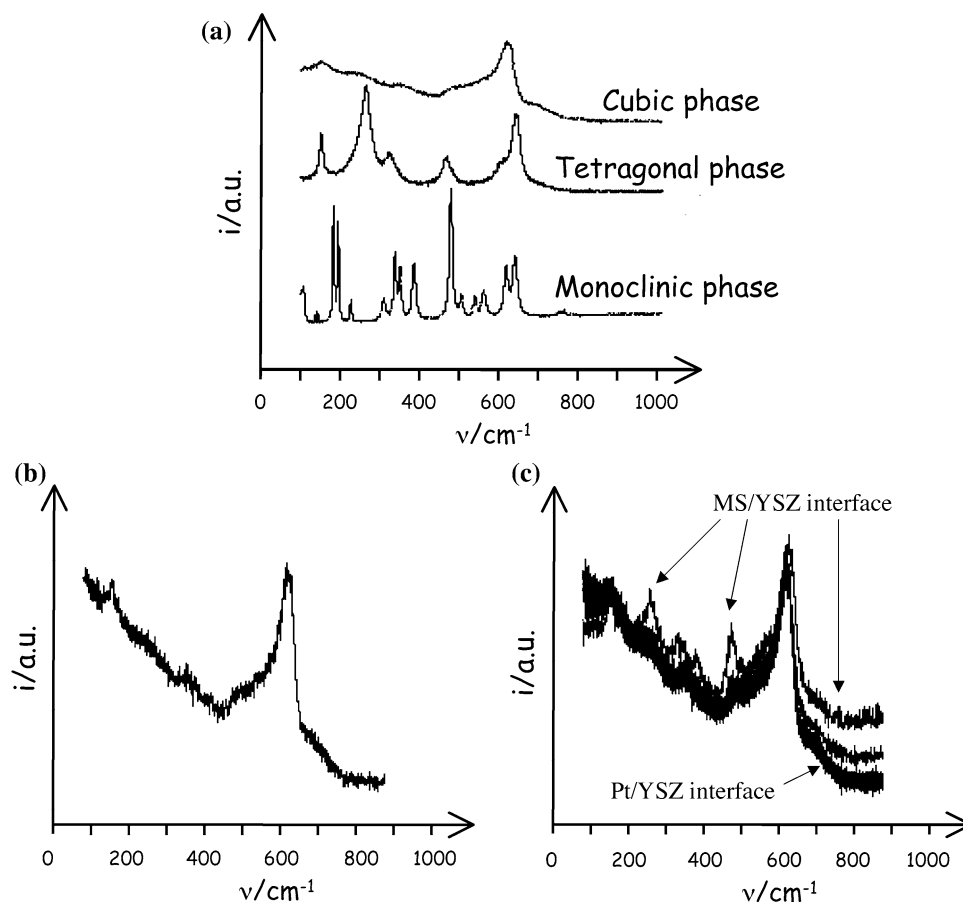 (a)
i/a.u.
Cubic phase
Tetragonal phase
Monoclinic phase
0 200 400 600 800 1000
ν/cm-1
(b)
i/a.u.
0 200 400 600 800 1000
ν/cm-1
(c)
i/a.u.
MS/YSZ interface
Pt/YSZ interface
0 200 400 600 800 1000
ν/cm-1